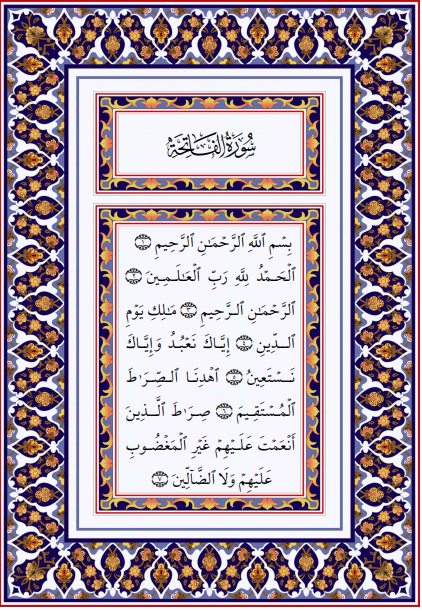 سُورَةُ الفَاتِحَةِ
بِسۡمِ ٱللَّهِ ٱلرَّحۡمَٰنِ ٱلرَّحِيمِ ١
ٱلۡحَمۡدُ لِلَّهِ رَبِّ ٱلۡعَٰلَمِينَ ٢
ٱلرَّحۡمَٰنِ ٱلرَّحِيمِ ٣ مَٰلِكِ يَوۡمِ
ٱلدِّينِ ٤ إِيَّاكَ نَعۡبُدُ وَإِيَّاكَ
نَسۡتَعِينُ ٥ ٱهۡدِنَا ٱلصِّرَٰطَ
ٱلۡمُسۡتَقِيمَ ٦ صِرَٰطَ ٱلَّذِينَ
أَنۡعَمۡتَ عَلَيۡهِمۡ غَيۡرِ ٱلۡمَغۡضُوبِ
عَلَيۡهِمۡ وَلَا ٱلضَّآلِّينَ ٧